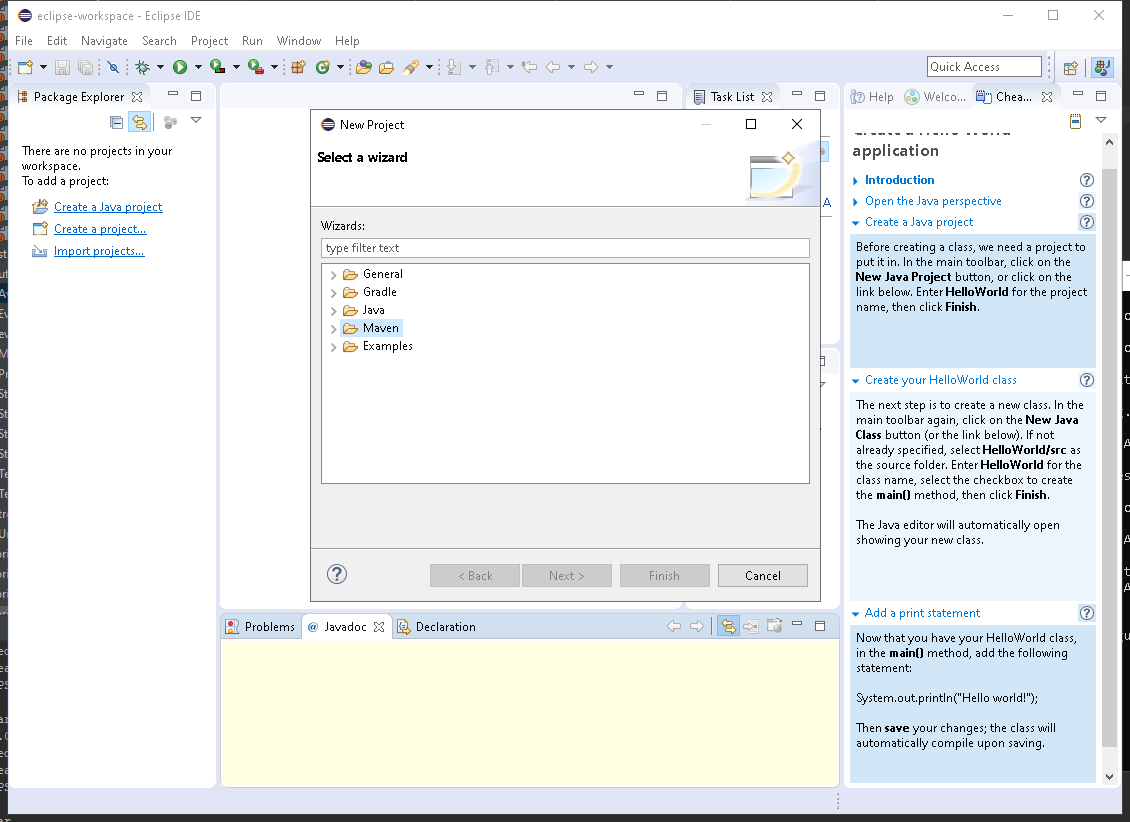 eclipse-workspace - Eclipse IDE
File Edit Navigate Search Project Run Window Help
Quick Access
Package Explorer
There are no projects in your
workspace.
To add a project:
Create a Java project
Create a project...
Import projects...
Task List
New Project
Select a wizard
Wizards:
type filter text
General
Gradle
Java
Maven
Examples
< Back
Next >
Finish
Cancel
Problems
@ Javadoc
Declaration
Help
Welco...
Chea...
Create a Hello World
application
Introduction
Open the Java perspective
Create a Java project
Before creating a class, we need a project to
put it in. In the main toolbar, click on the
New Java Project button, or click on the
link below. Enter HelloWorld for the project
name, then click Finish.
Create your HelloWorld class
The next step is to create a new class. In the
main toolbar again, click on the New Java
Class button (or the link below). If not
already specified, select HelloWorld/src as
the source folder. Enter HelloWorld for the
class name, select the checkbox to create
the main() method, then click Finish.
The Java editor will automatically open
showing your new class.
Add a print statement
Now that you have your HelloWorld class,
in the main() method, add the following
statement:
System.out.println("Hello world!");
Then save your changes; the class will
automatically compile upon saving.